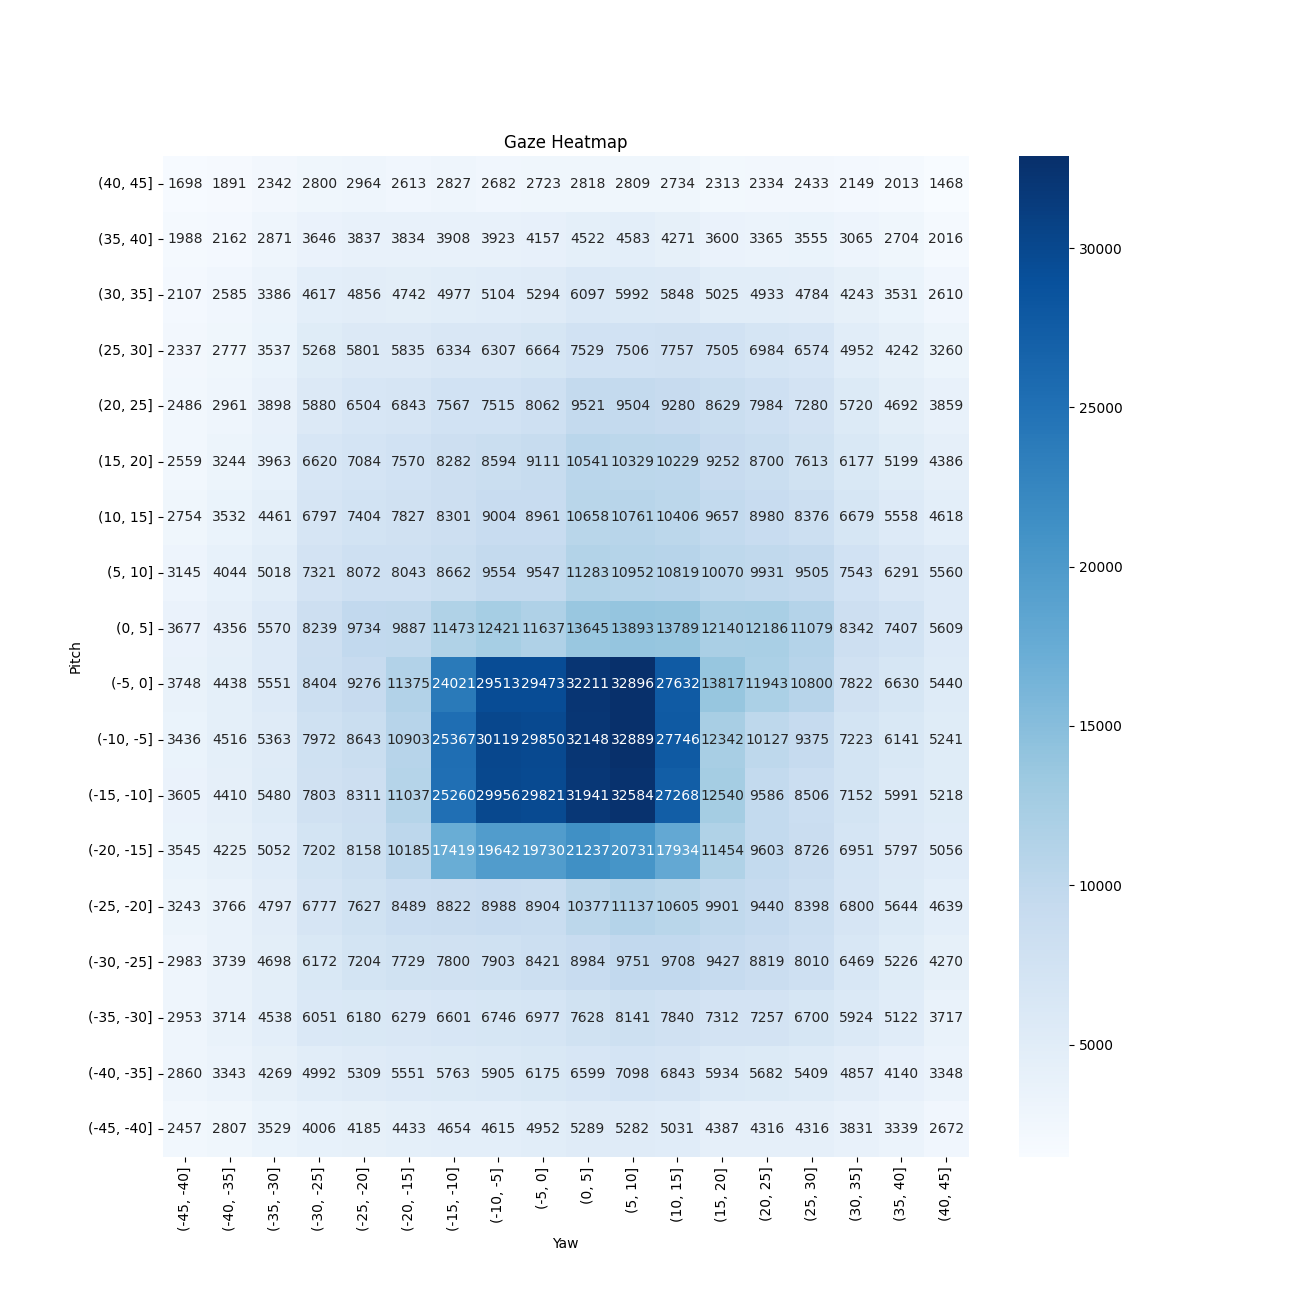 Gaze Heatmap
(40, 45] 1698 1891 2342 2800 2964 2613 2827 2682 2723 2818 2809 2734 2313 2334 2433 2149 2013 1468
(35, 40] 1988 2162 2871 3646 3837 3834 3908 3923 4157 4522 4583 4271 3600 3365 3555 3065 2704 2016
30000
(30, 35] 2107 2585 3386 4617 4856 4742 4977 5104 5294 6097 5992 5848 5025 4933 4784 4243 3531 2610
(25, 30] 2337 2777 3537 5268 5801 5835 6334 6307 6664 7529 7506 7757 7505 6984 6574 4952 4242 3260
(20, 25] 2486 2961 3898 5880 6504 6843 7567 7515 8062 9521 9504 9280 8629 7984 7280 5720 4692 3859
25000
(15, 20] 2559 3244 3963 6620 7084 7570 8282 8594 9111 10541 10329 10229 9252 8700 7613 6177 5199 4386
(10, 15] 2754 3532 4461 6797 7404 7827 8301 9004 8961 10658 10761 10406 9657 8980 8376 6679 5558 4618
(5, 10] 3145 4044 5018 7321 8072 8043 8662 9554 9547 11283 10952 10819 10070 9931 9505 7543 6291 5560
20000
(0, 5] 3677 4356 5570 8239 9734 9887 11473 12421 11637 13645 13893 13789 12140 12186 11079 8342 7407 5609
Pitch
(-5, 0] 3748 4438 5551 8404 9276 11375 24021 29513 29473 32211 32896 27632 13817 11943 10800 7822 6630 5440
15000
(-10, -5] 3436 4516 5363 7972 8643 10903 25367 30119 29850 32148 32889 27746 12342 10127 9375 7223 6141 5241
(-15, -10] 3605 4410 5480 7803 8311 11037 25260 29956 29821 31941 32584 27268 12540 9586 8506 7152 5991 5218
(-20, -15] 3545 4225 5052 7202 8158 10185 17419 19642 19730 21237 20731 17934 11454 9603 8726 6951 5797 5056
10000
(-25, -20] 3243 3766 4797 6777 7627 8489 8822 8988 8904 10377 11137 10605 9901 9440 8398 6800 5644 4639
(-30, -25] 2983 3739 4698 6172 7204 7729 7800 7903 8421 8984 9751 9708 9427 8819 8010 6469 5226 4270
(-35, -30] 2953 3714 4538 6051 6180 6279 6601 6746 6977 7628 8141 7840 7312 7257 6700 5924 5122 3717
5000
(-40, -35] 2860 3343 4269 4992 5309 5551 5763 5905 6175 6599 7098 6843 5934 5682 5409 4857 4140 3348
(-45, -40] 2457 2807 3529 4006 4185 4433 4654 4615 4952 5289 5282 5031 4387 4316 4316 3831 3339 2672
(-45, -40] (-40, -35] (-35, -30] (-30, -25] (-25, -20] (-20, -15] (-15, -10] (-10, -5] (-5, 0] (0, 5] (5, 10] (10, 15] (15, 20] (20, 25] (25, 30] (30, 35] (35, 40] (40, 45]
Yaw